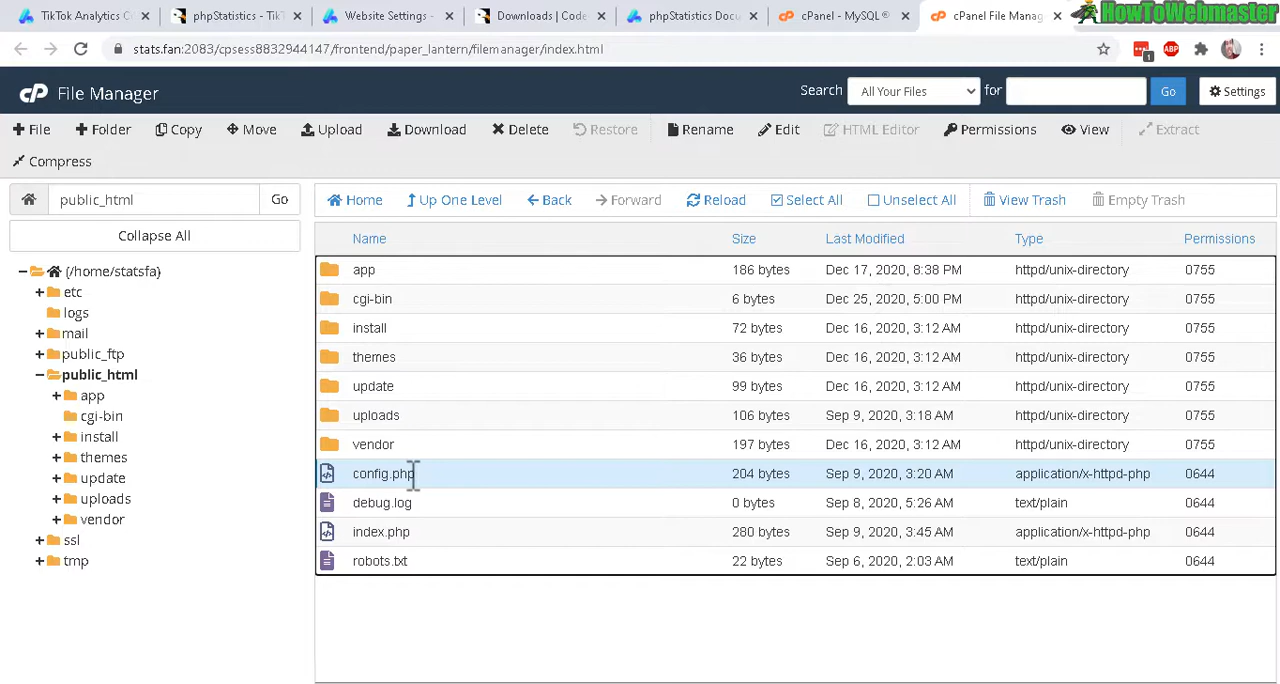 TikTok Analytics C
phpStatistics - TikT
Website Settings
phpStatistics Doc
cPanel - MySQL®
cPanel File Manag
HowToWebmaster
ststs.fan:2083/cpsess8832944147/frontend/paper_lantern/filemanager/index.html
1
ABP
cP File Manager
Search All Your Files for Go Settings
File Folder Copy Move Upload Download Delete Restore Rename Edit HTML Editor Permissions View Extract
Compress
public_html Go Home Up One Level Back Forward Reload Select All Unselect All View Trash Empty Trash
Collapse All
Name Size Last Modified Type Permissions
(/home/statsfa)
etc
logs
mail
public_ftp
public_html
app
cgi-bin
install
themes
update
uploads
vendor
ssl
tmp
app 186 bytes Dec 17, 2020, 8:38 PM httpd/unix-directory 0755
cgi-bin 6 bytes Dec 25, 2020, 5:00 PM httpd/unix-directory 0755
install 72 bytes Dec 16, 2020, 3:12 AM httpd/unix-directory 0755
themes 36 bytes Dec 16, 2020, 3:12 AM httpd/unix-directory 0755
update 99 bytes Dec 16, 2020, 3:12 AM httpd/unix-directory 0755
uploads 106 bytes Sep 9, 2020, 3:18 AM httpd/unix-directory 0755
vendor 197 bytes Dec 16, 2020, 3:12 AM httpd/unix-directory 0755
config.php 204 bytes Sep 9, 2020, 3:20 AM application/x-httpd-php 0644
debug.log 0 bytes Sep 8, 2020, 5:26 AM text/plain 0644
index.php 280 bytes Sep 9, 2020, 3:45 AM application/x-httpd-php 0644
robots.txt 22 bytes Sep 6, 2020, 2:03 AM text/plain 0644